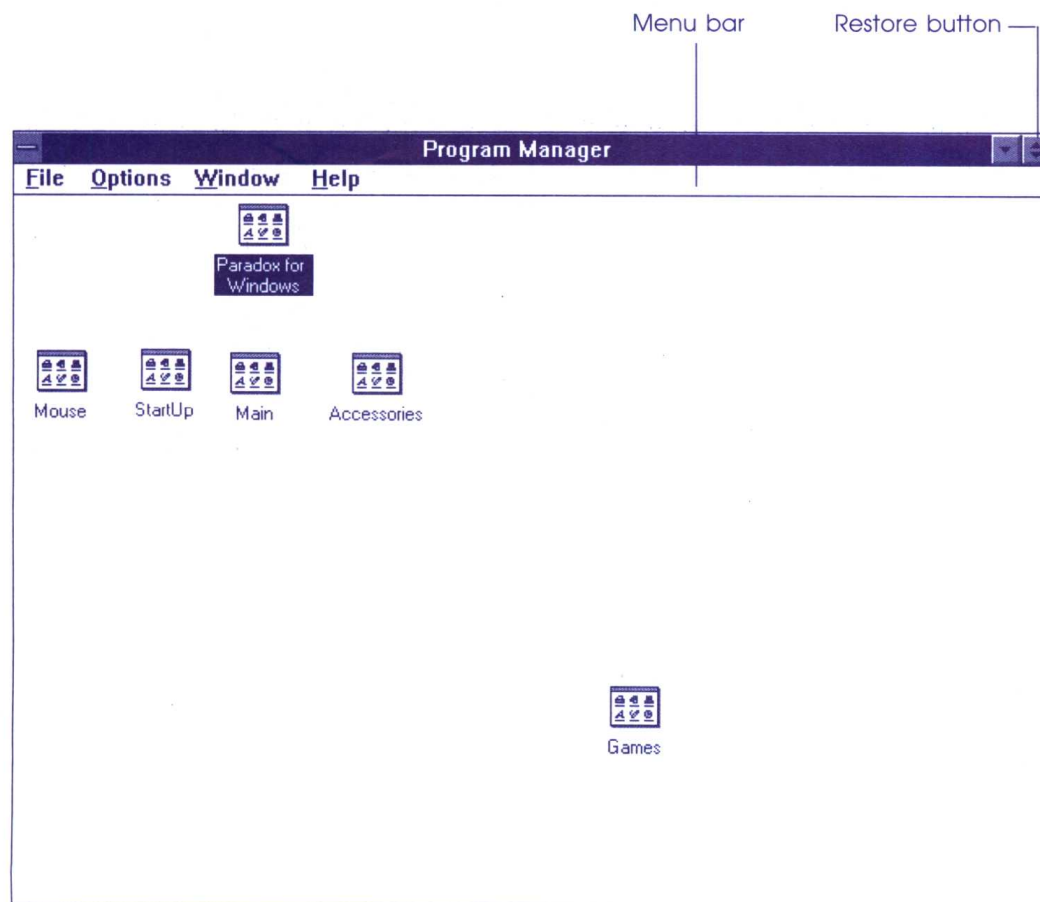 Menu bar
Restore button
Program Manager
File Options Window Help
Paradox for
Windows
Mouse StartUp Main Accessories
Games